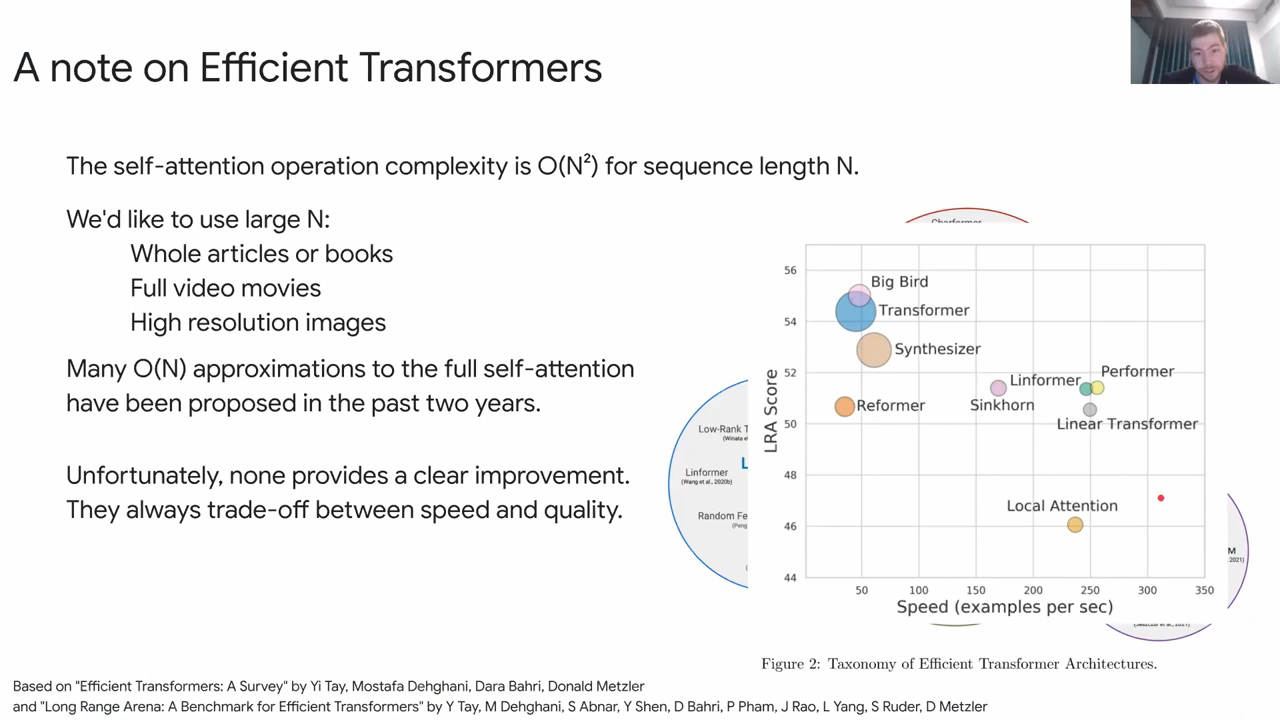 A note on Efficient Transformers
The self-attention operation complexity is O(N²) for sequence length N.
We'd like to use large N:
Whole articles or books
Full video movies
High resolution images
Many O(N) approximations to the full self-attention
have been proposed in the past two years.
Unfortunately, none provides a clear improvement.
They always trade-off between speed and quality.
Charformer
Low-Rank T
(Winata e
L
Linformer
(Wang et al., 2020b)
Random Fe
(Peng
M
, 2021)
56
54
52
50
48
46
44
LRA Score
Big Bird
Transformer
Synthesizer
Performer
Linformer
Reformer
Sinkhorn
Linear Transformer
Local Attention
50 100 150 200 250 300 350
Speed (examples per sec)
Figure 2: Taxonomy of Efficient Transformer Architectures.
Based on "Efficient Transformers: A Survey" by Yi Tay, Mostafa Dehghani, Dara Bahri, Donald Metzler
and "Long Range Arena: A Benchmark for Efficient Transformers" by Y Tay, M Dehghani, S Abnar, Y Shen, D Bahri, P Pham, J Rao, L Yang, S Ruder, D Metzler